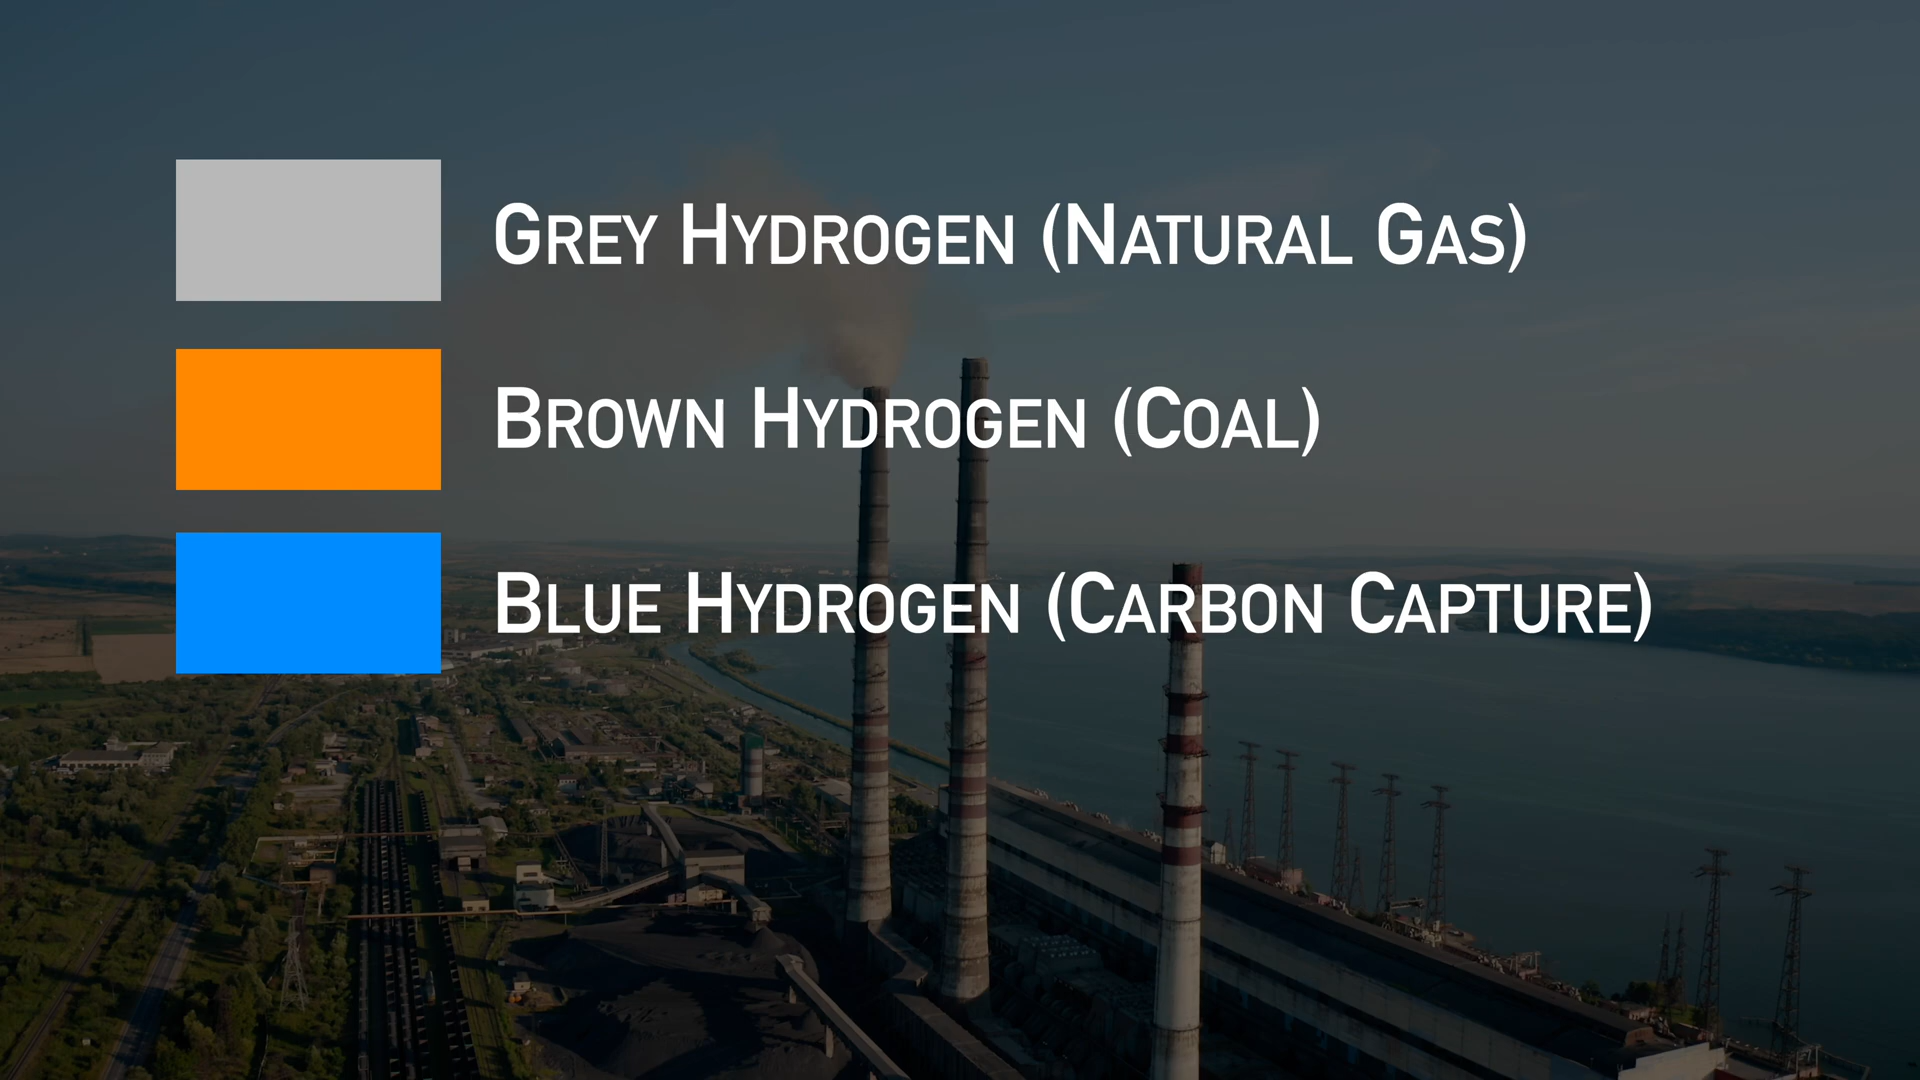 Grey Hydrogen (Natural Gas)
Brown Hydrogen (Coal)
Blue Hydrogen (Carbon Capture)